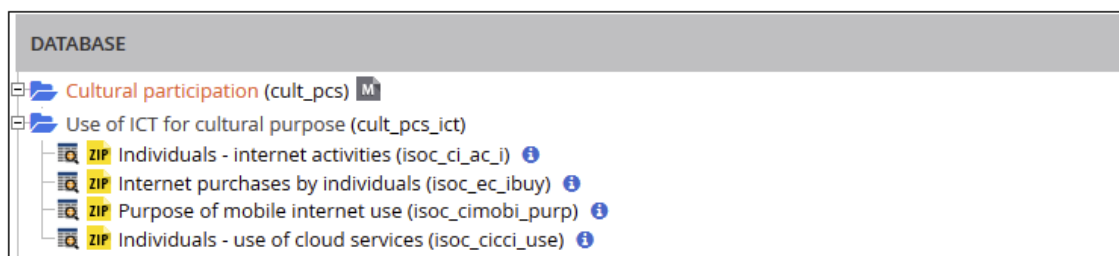 DATABASE
Cultural participation (cult_pcs) M
Use of ICT for cultural purpose (cult_pcs_ict)
ZIP Individuals - internet activities (isoc_ci_ac_i) i
ZIP Internet purchases by individuals (isoc_ec_ibuy) i
ZIP Purpose of mobile internet use (isoc_cimobi_purp) i
ZIP Individuals - use of cloud services (isoc_cicci_use) i